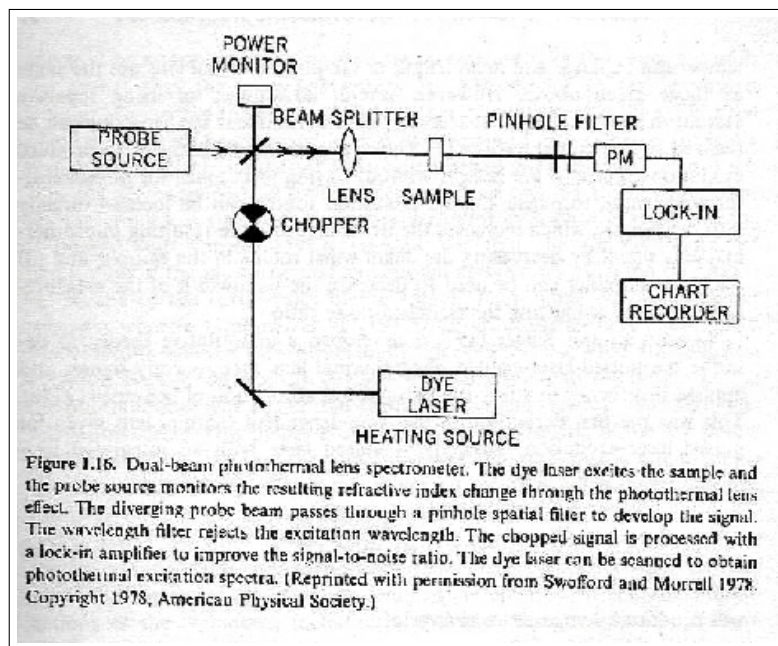 POWER
MONITOR
BEAM SPLITTER
PINHOLE FILTER
PROBE
SOURCE
PM
LENS SAMPLE
CHOPPER
LOCK-IN
CHART
RECORDER
DYE
LASER
HEATING SOURCE
Figure 1.16. Dual-beam photothermal lens spectrometer. The dye laser excites the sample and
the probe source monitors the resulting refractive index change through the photothermal lens
effect. The diverging probe beam passes through a pinhole spatial filter to develop the signal.
The wavelength filter rejects the excitation wavelength. The chopped signal is processed with
a lock-in amplifier to improve the signal-to-noise ratio. The dye laser can be scanned to obtain
photothermal excitation spectra. (Reprinted with permission from Swofford and Morrell 1978.
Copyright 1978, American Physical Society.)